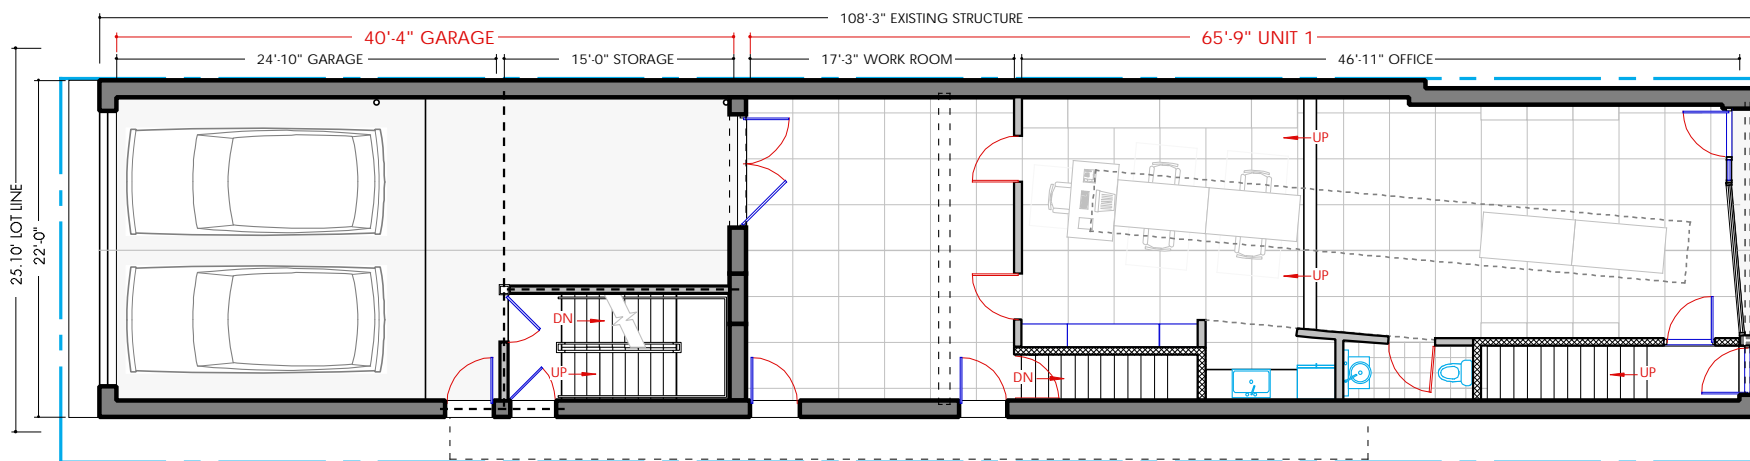 108'-3" EXISTING STRUCTURE
40'-4" GARAGE
65'-9" UNIT 1
24'-10" GARAGE
15'-0" STORAGE
17'-3" WORK ROOM
46'-11" OFFICE
25.10' LOT LINE
22'-0"
UP
UP
DN
UP
DN
UP